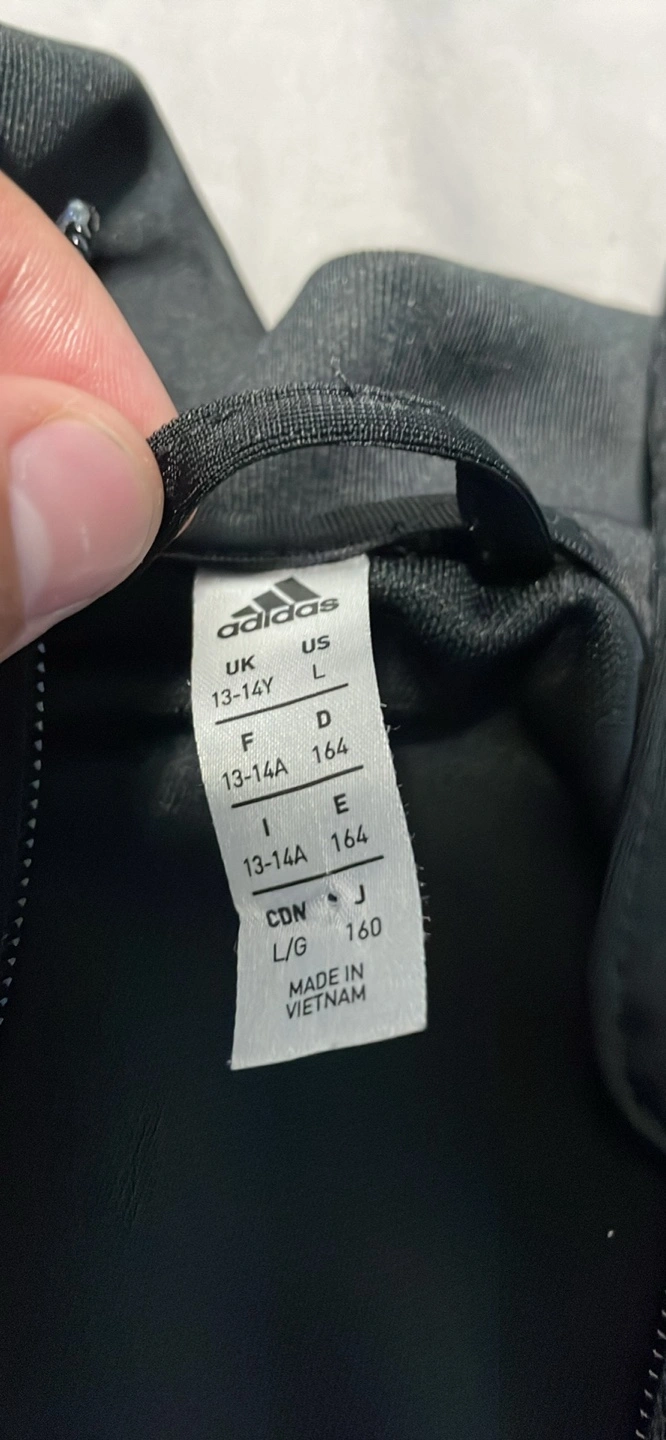 adidas
UK US
13-14Y L
F D
13-14A 164
I E
13-14A 164
CDN J
L/G 160
MADE IN
VIETNAM